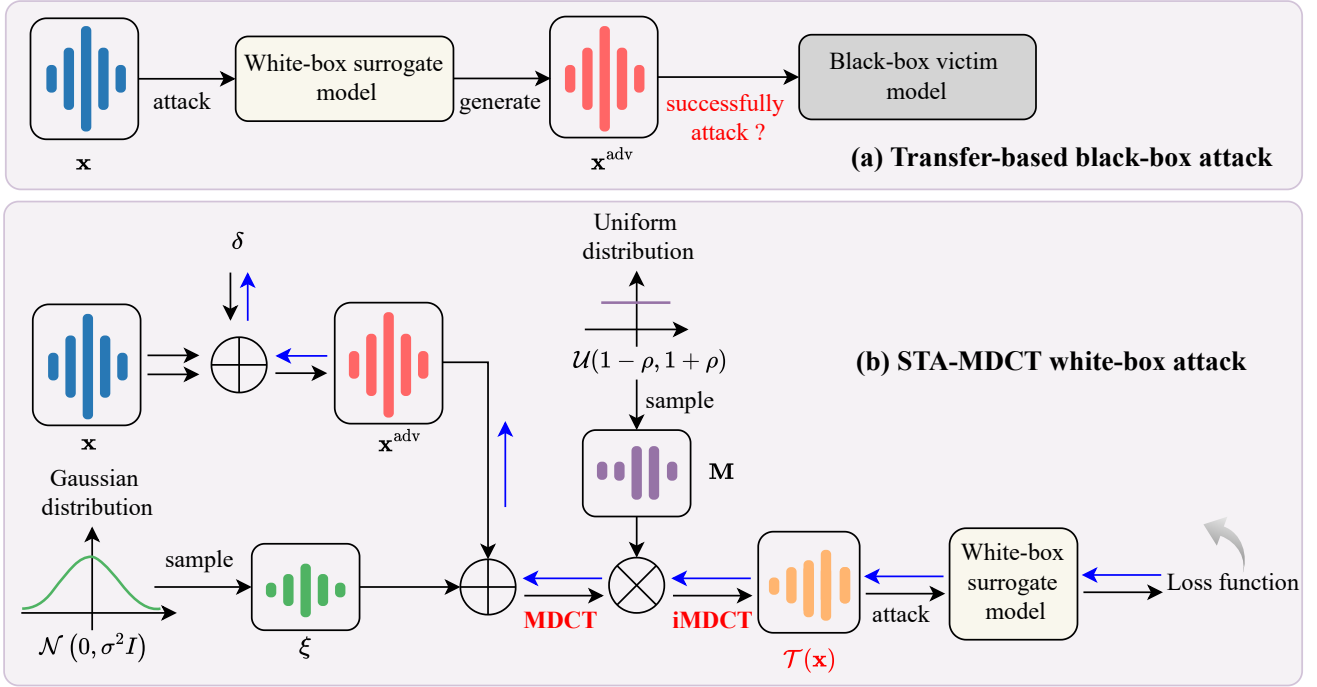 attack
White-box surrogate
model
generate
successfully
attack ?
Black-box victim
model
x
x^adv
(a) Transfer-based black-box attack
δ
Uniform
distribution
U(1 − ρ, 1 + ρ)
sample
x
x^adv
(b) STA-MDCT white-box attack
M
Gaussian
distribution
sample
N (0, σ²I)
ξ
MDCT
iMDCT
T(x)
attack
White-box
surrogate
model
Loss function